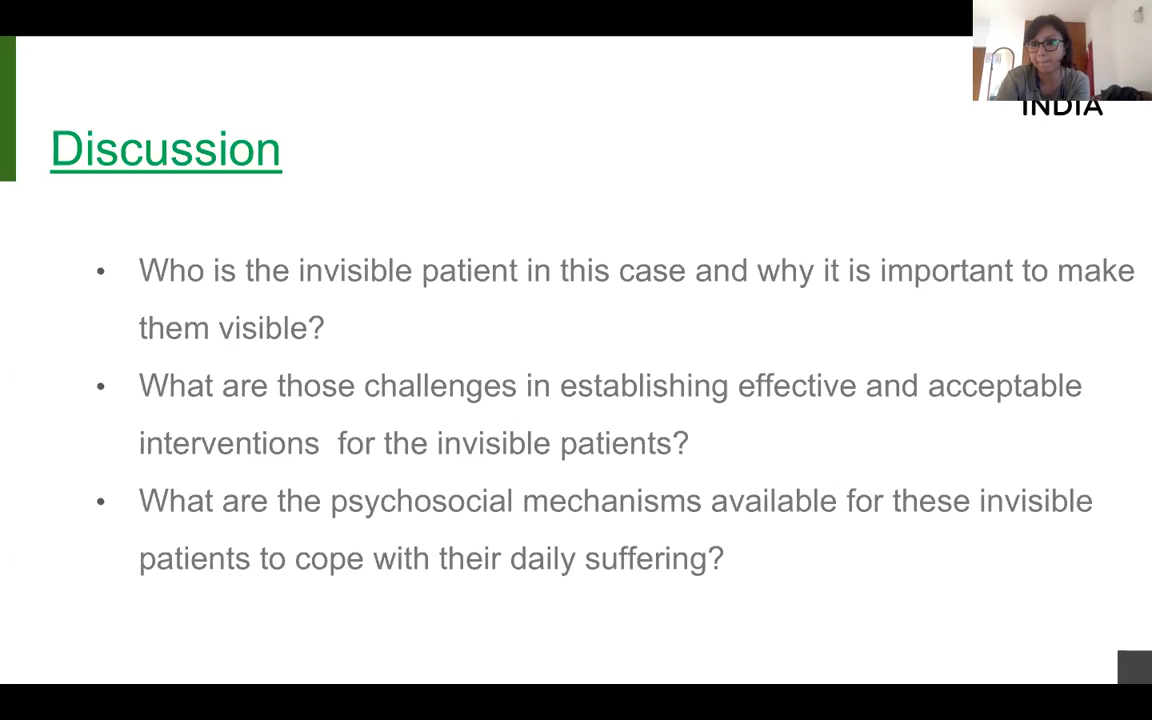 INDIA
Discussion
• Who is the invisible patient in this case and why it is important to make
them visible?
• What are those challenges in establishing effective and acceptable
interventions  for the invisible patients?
• What are the psychosocial mechanisms available for these invisible
patients to cope with their daily suffering?